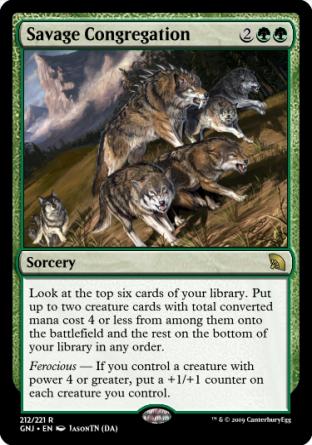 Savage Congregation 2
Sorcery
Look at the top six cards of your library. Put
up to two creature cards with total converted
mana cost 4 or less from among them onto
the battlefield and the rest on the bottom of
your library in any order.
Ferocious — If you control a creature with
power 4 or greater, put a +1/+1 counter on
each creature you control.
212/221 R
GNJ • EN JASONTN (DA)
™ & © 2019 CanterburyEgg